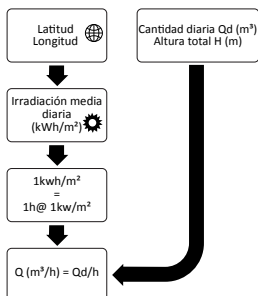 Latitud
Longitud
Cantidad diaria Qd (m³)
Altura total H (m)
Irradiación media
diaria
(kWh/m²)
1kwh/m²
=
1h@ 1kw/m²
Q (m³/h) = Qd/h